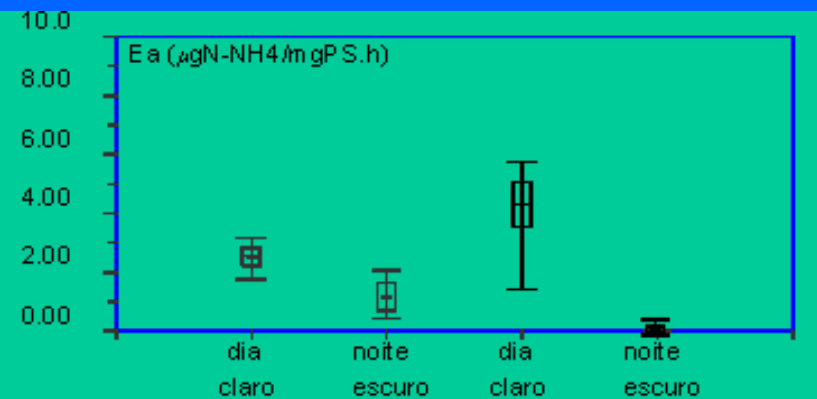 10.0
Ea (µgN-NH4/mgPS.h)
8.00
6.00
4.00
2.00
0.00
dia noite dia noite
claro escuro claro escuro